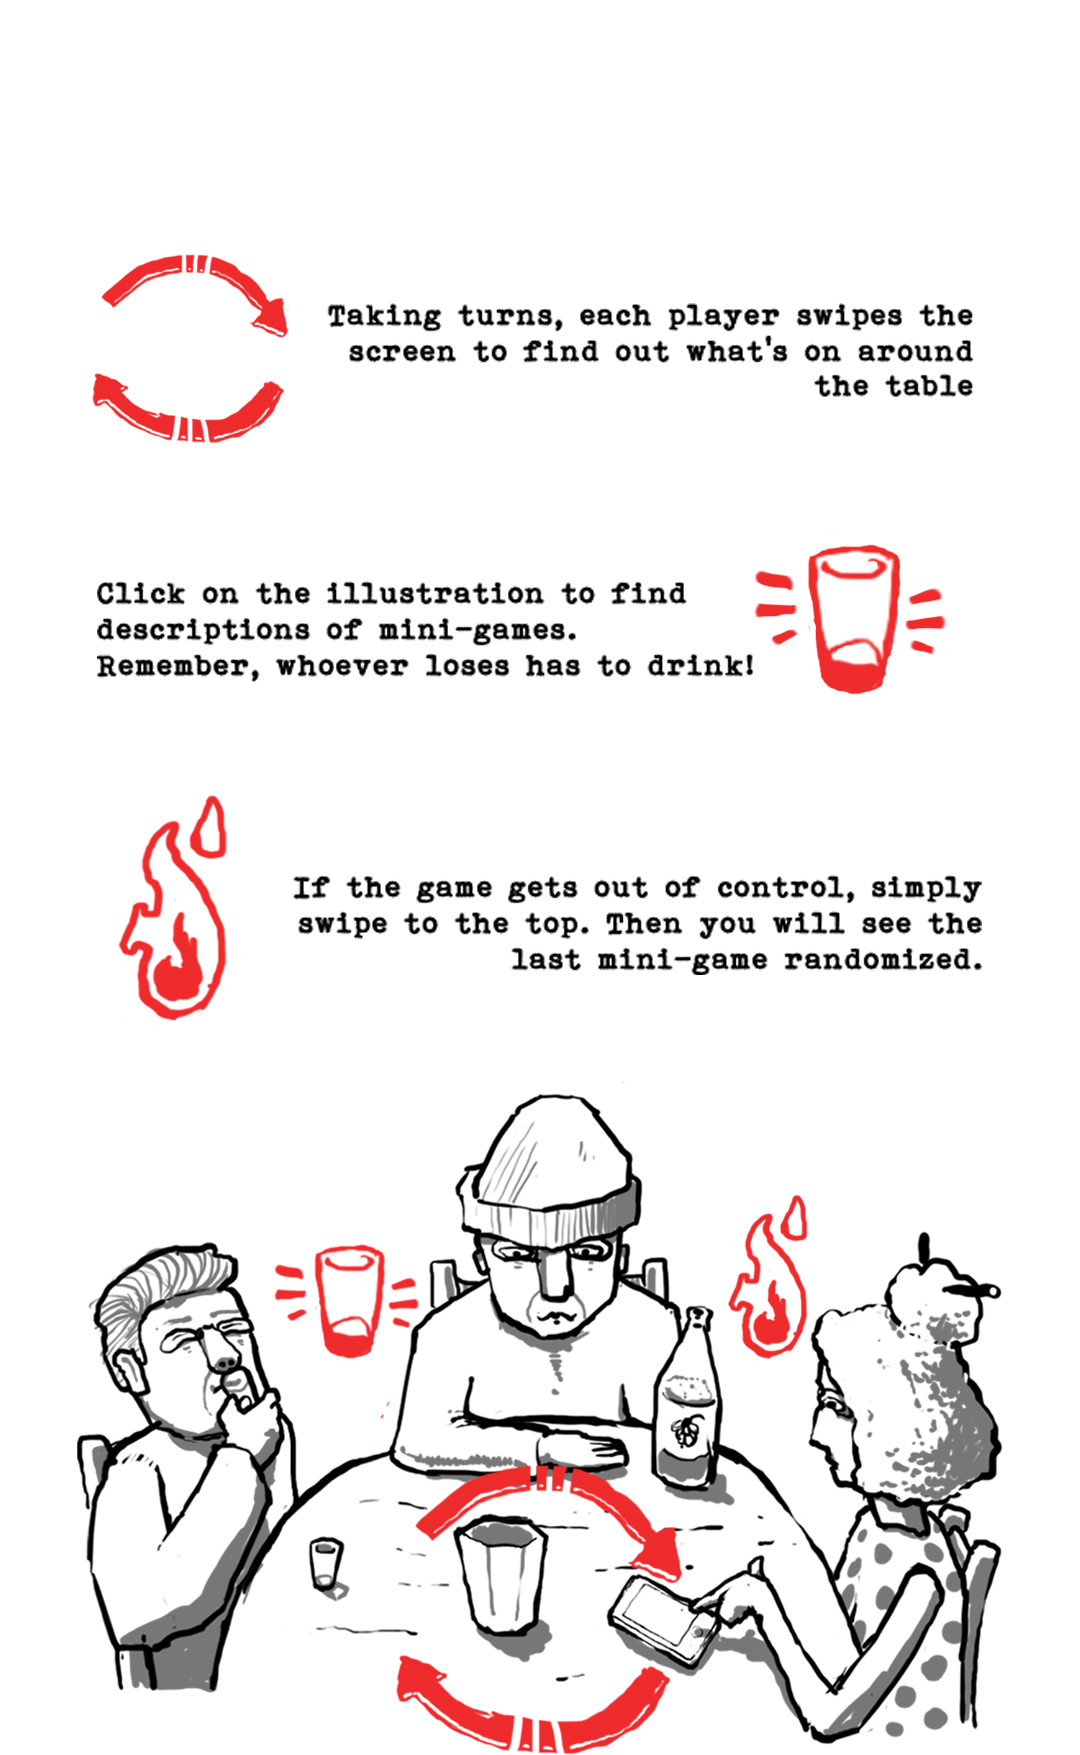 Taking turns, each player swipes the
screen to find out what's on around
the table
Click on the illustration to find
descriptions of mini-games.
Remember, whoever loses has to drink!
If the game gets out of control, simply
swipe to the top. Then you will see the
last mini-game randomized.